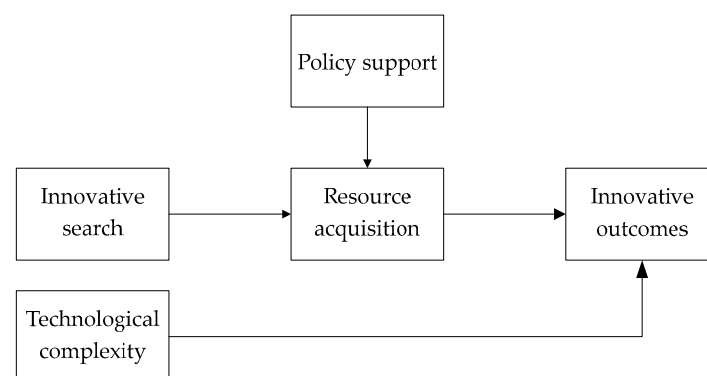 Policy support
Innovative
search
Resource
acquisition
Innovative
outcomes
Technological
complexity